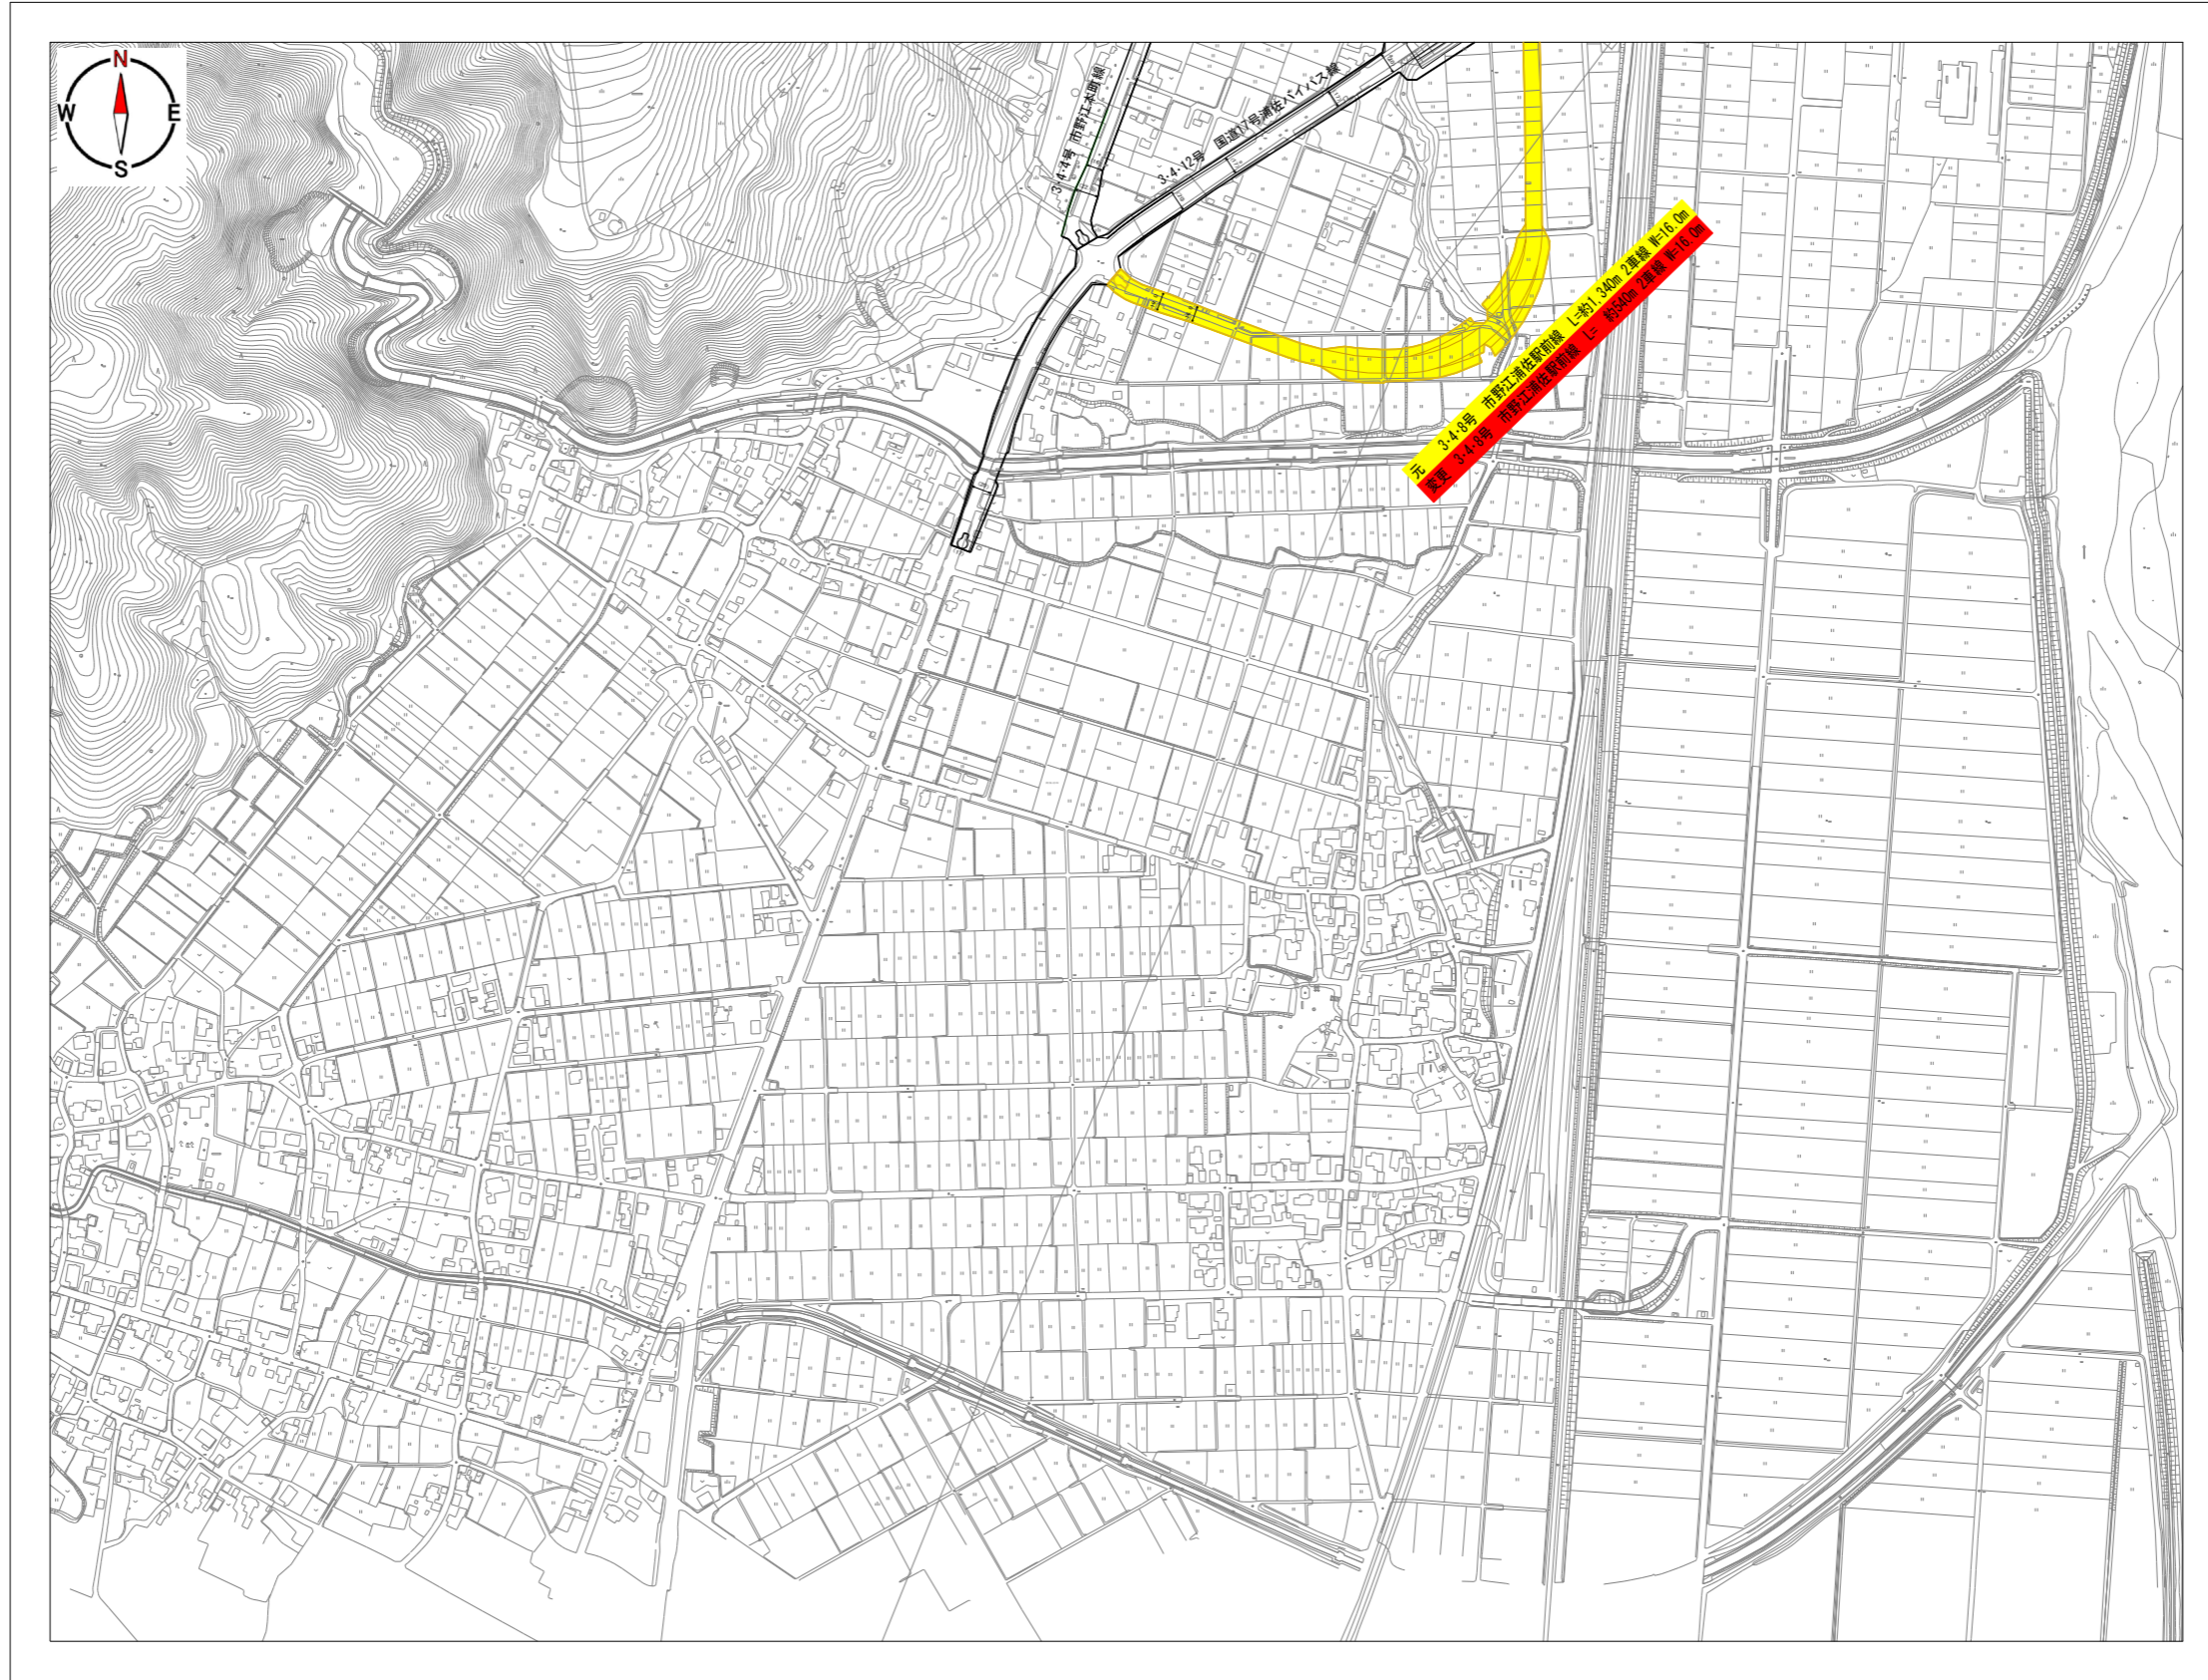 N
W
E
S
3・4・4号 市野江本町線
3・4・12号 国道17号浦佐バイパス線
元 3・4・8号 市野江浦佐駅前線 L=約1,340m 2車線 W=16.0m
変更 3・4・8号 市野江浦佐駅前線 L= 約540m 2車線 W=16.0m